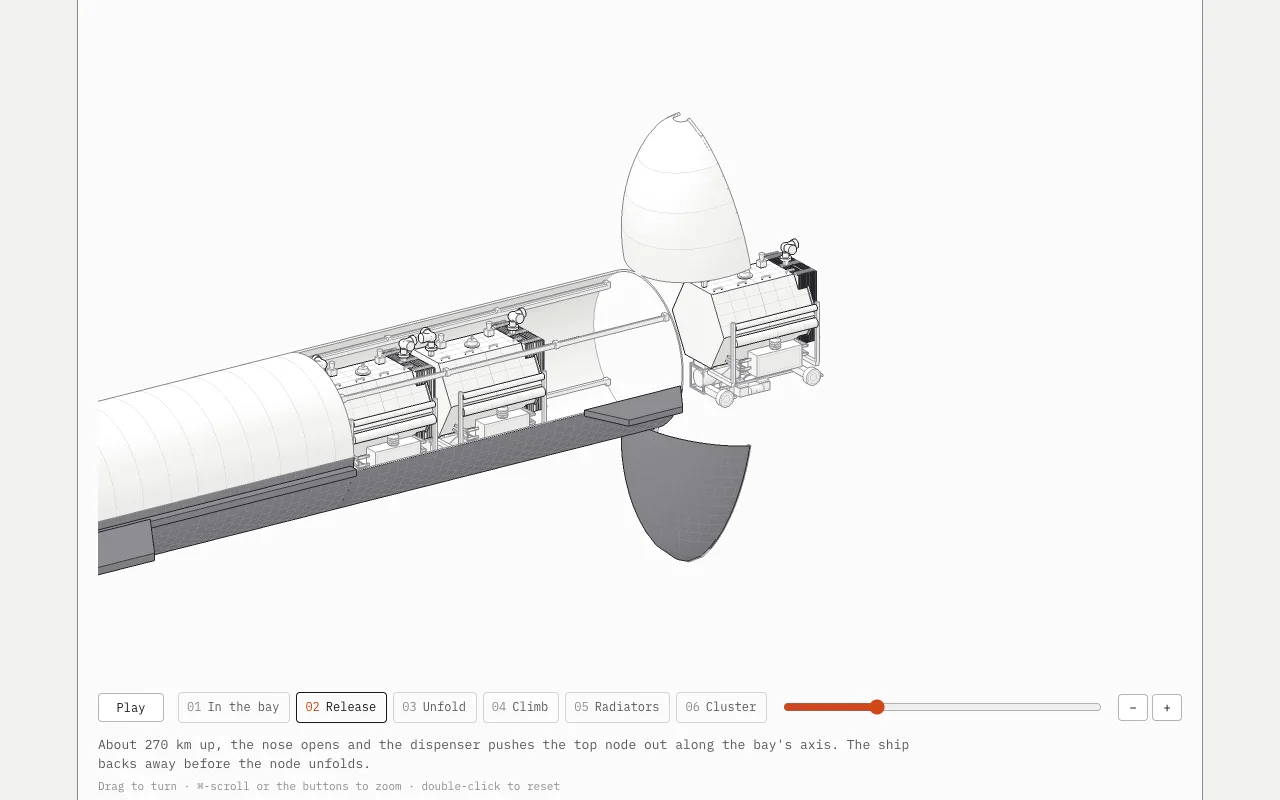 Play
01 In the bay
02 Release
03 Unfold
04 Climb
05 Radiators
06 Cluster
−
+
About 270 km up, the nose opens and the dispenser pushes the top node out along the bay's axis. The ship
backs away before the node unfolds.
Drag to turn · ⌘-scroll or the buttons to zoom · double-click to reset